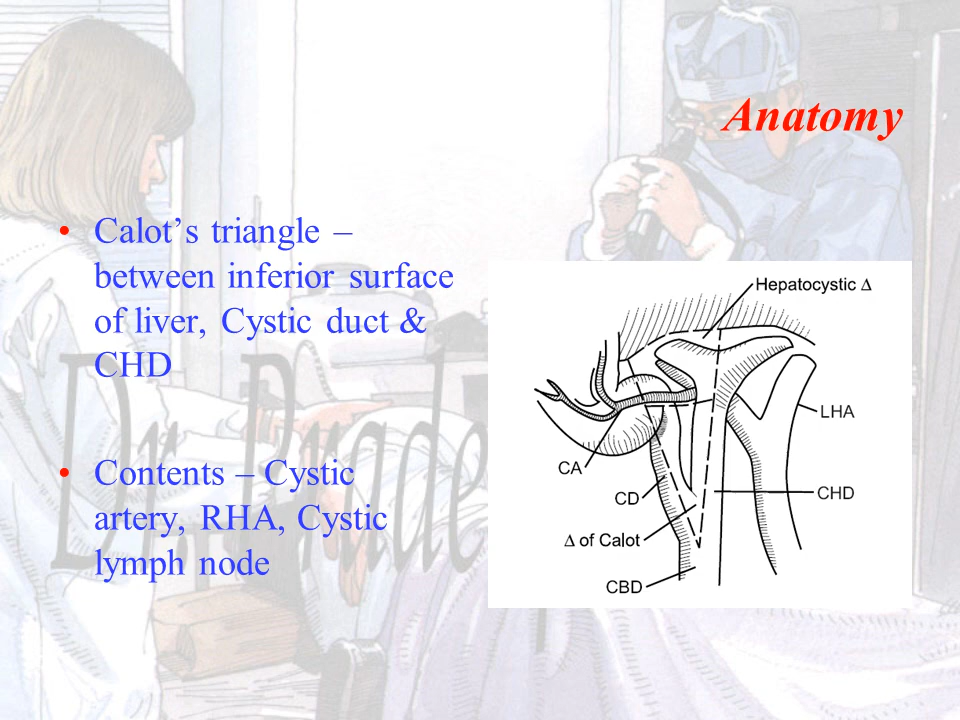 Anatomy
• Calot’s triangle –
between inferior surface
of liver, Cystic duct &
CHD
• Contents – Cystic
artery, RHA, Cystic
lymph node
Hepatocystic Δ
LHA
CA
CD
CHD
Δ of Calot
CBD